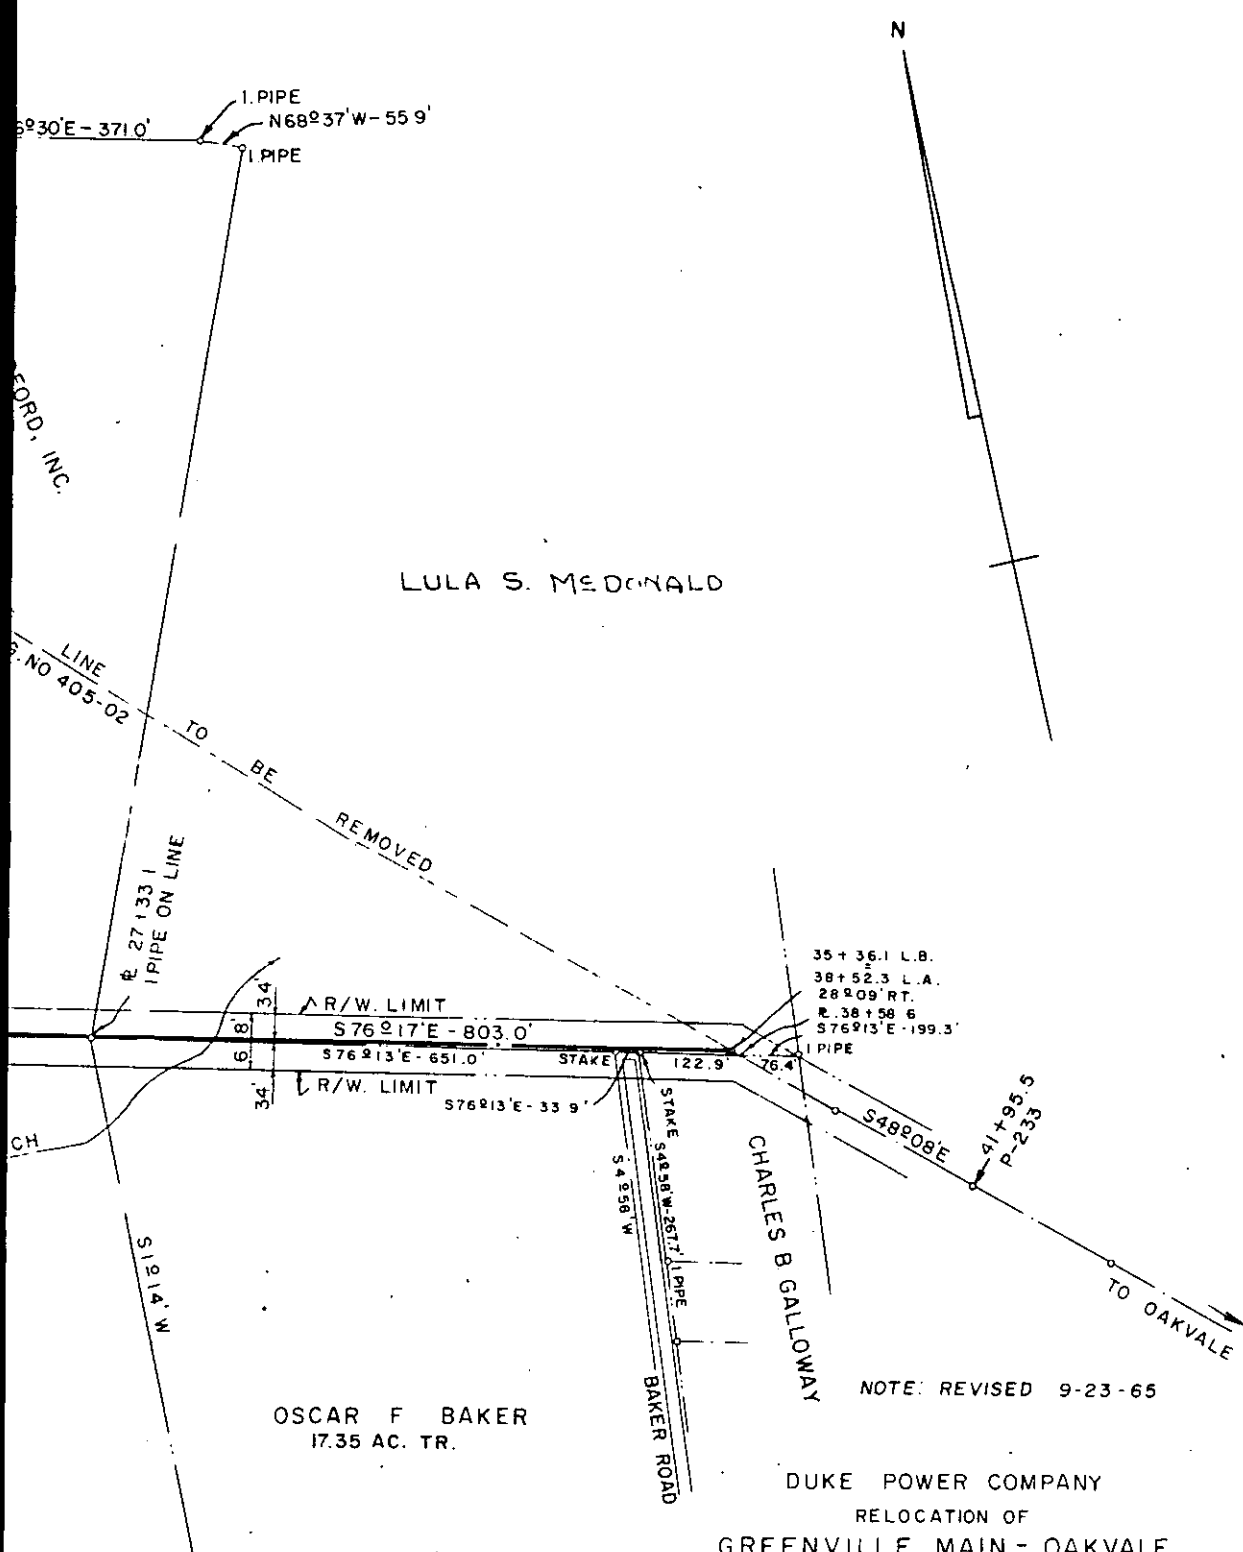 N
I.PIPE
6º30'E-371.0'
N68º37'W-55.9'
I.PIPE
FORD, INC.
LULA S. McDONALD
LINE
G. NO 405-02
TO
BE
REMOVED
27+33.1
I PIPE ON LINE
35+36.1 L.B.
=
38+52.3 L.A.
28º09' RT.
38+58.6
S76º13'E-199.3'
I PIPE
34'
8'
6'
34'
R/W. LIMIT
S76º17'E-803.0'
S76º13'E-651.0'
STAKE
122.9'
76.4'
R/W. LIMIT
S76º13'E-33.9'
STAKE
S4º58'W-267.7'
S4º58'W
I PIPE
CH
S48º08'E
41+95.5
P-233
CHARLES B. GALLOWAY
S1º14'W
TO OAKVALE
BAKER ROAD
NOTE: REVISED 9-23-65
OSCAR F BAKER
17.35 AC. TR.
DUKE POWER COMPANY
RELOCATION OF
GREENVILLE MAIN - OAKVALE